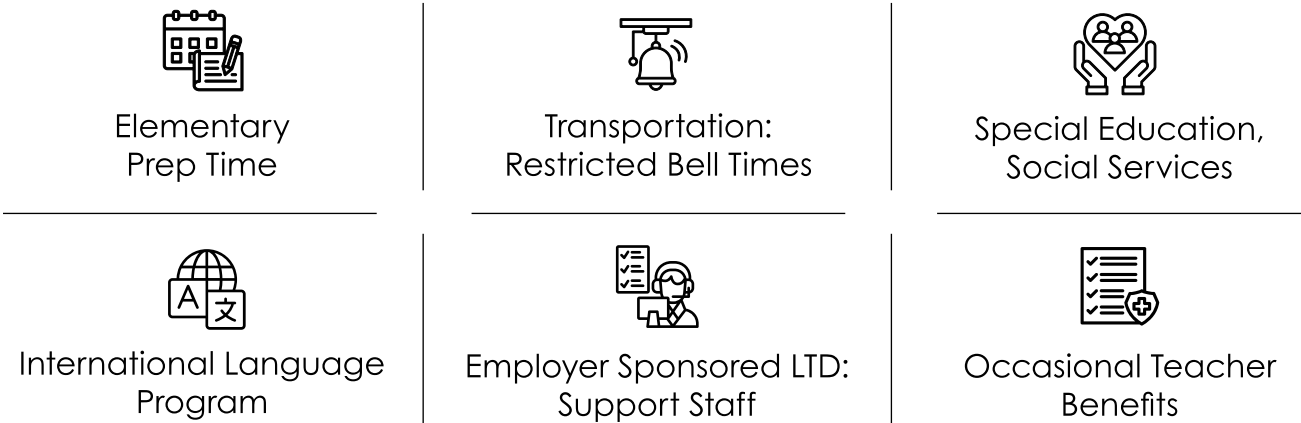 Elementary
Prep Time
Transportation:
Restricted Bell Times
Special Education,
Social Services
A
文
International Language
Program
Employer Sponsored LTD:
Support Staff
Occasional Teacher
Benefits